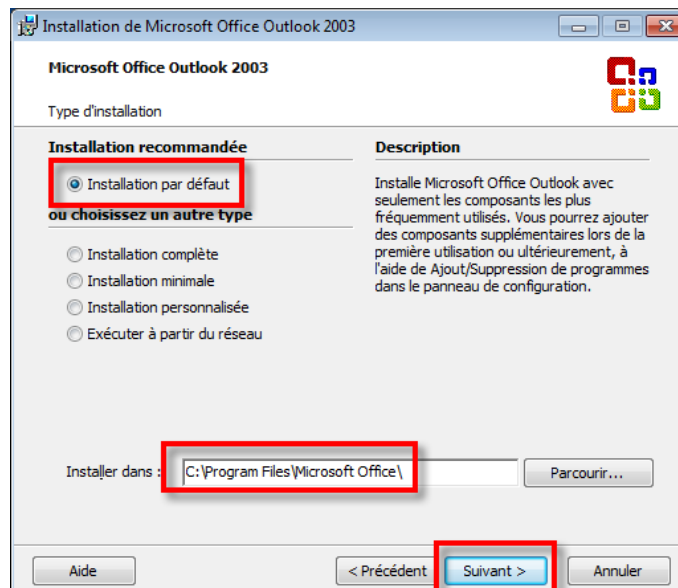 Installation de Microsoft Office Outlook 2003
Microsoft Office Outlook 2003
Type d'installation
Installation recommandée
Installation par défaut
ou choisissez un autre type
Installation complète
Installation minimale
Installation personnalisée
Exécuter à partir du réseau
Description
Installe Microsoft Office Outlook avec
seulement les composants les plus
fréquemment utilisés. Vous pourrez ajouter
des composants supplémentaires lors de la
première utilisation ou ultérieurement, à
l'aide de Ajout/Suppression de programmes
dans le panneau de configuration.
Installer dans : C:\Program Files\Microsoft Office\ Parcourir...
Aide < Précédent Suivant > Annuler